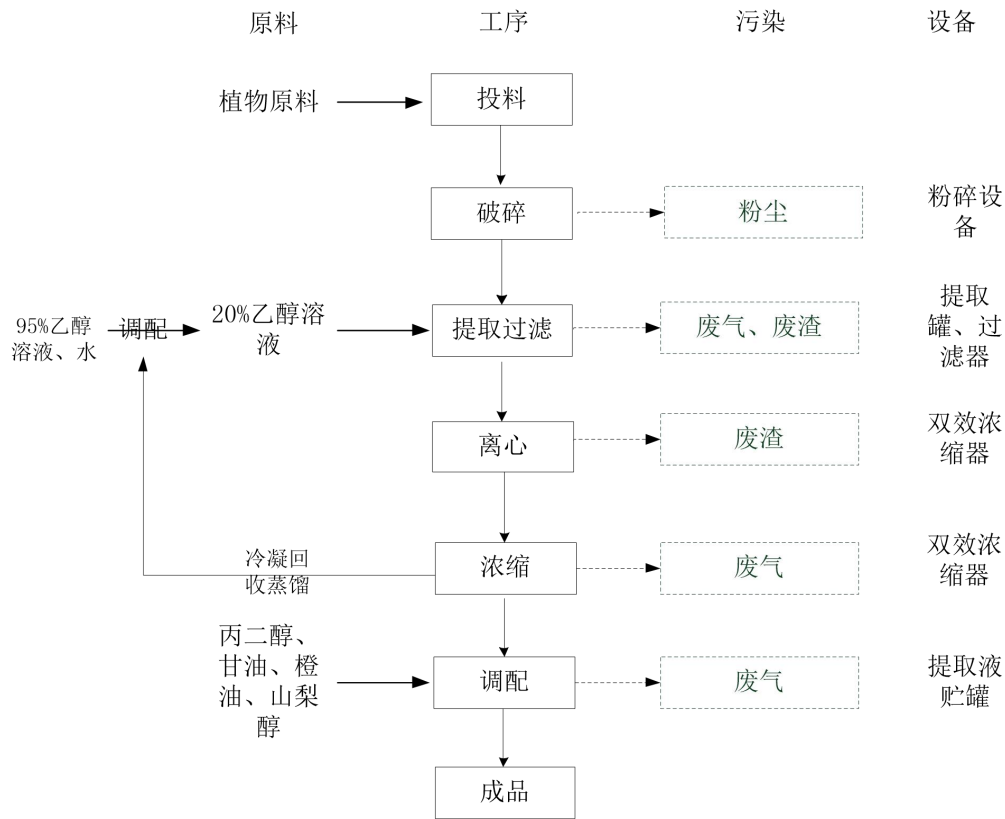 原料 工序 污染 设备
植物原料 投料
破碎 粉尘 粉碎设
备
95%乙醇
溶液、水
调配
20%乙醇溶
液
提取过滤 废气、废渣
提取
罐、过
滤器
离心 废渣
双效浓
缩器
冷凝回
收蒸馏
浓缩 废气
双效浓
缩器
丙二醇、
甘油、橙
油、山梨
醇
调配 废气
提取液
贮罐
成品